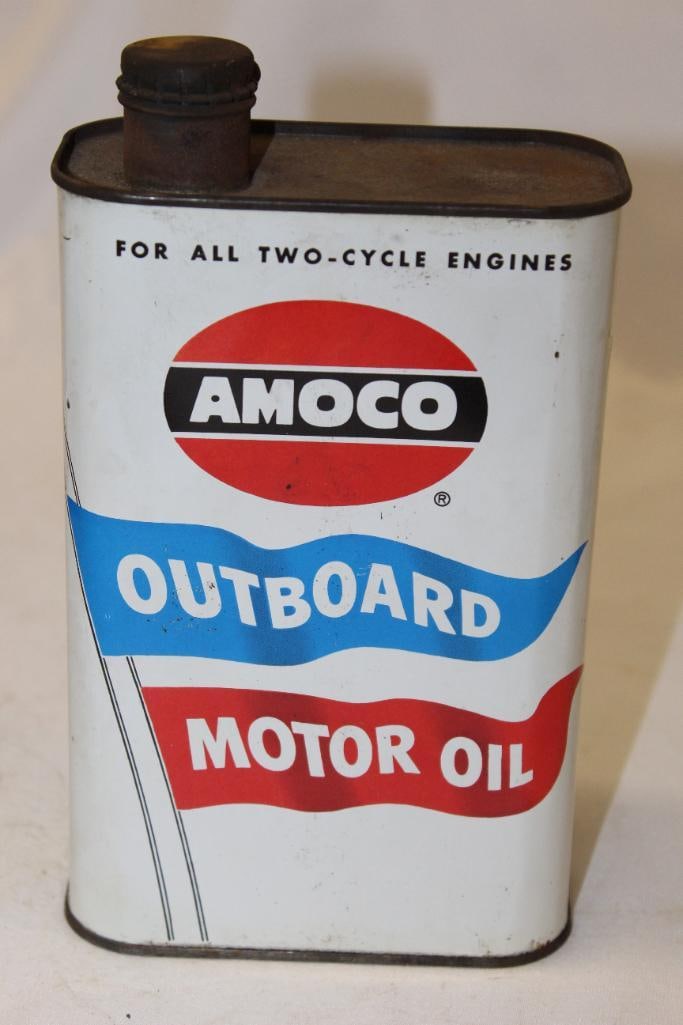 FOR ALL TWO-CYCLE ENGINES
AMOCO
®
OUTBOARD
MOTOR OIL